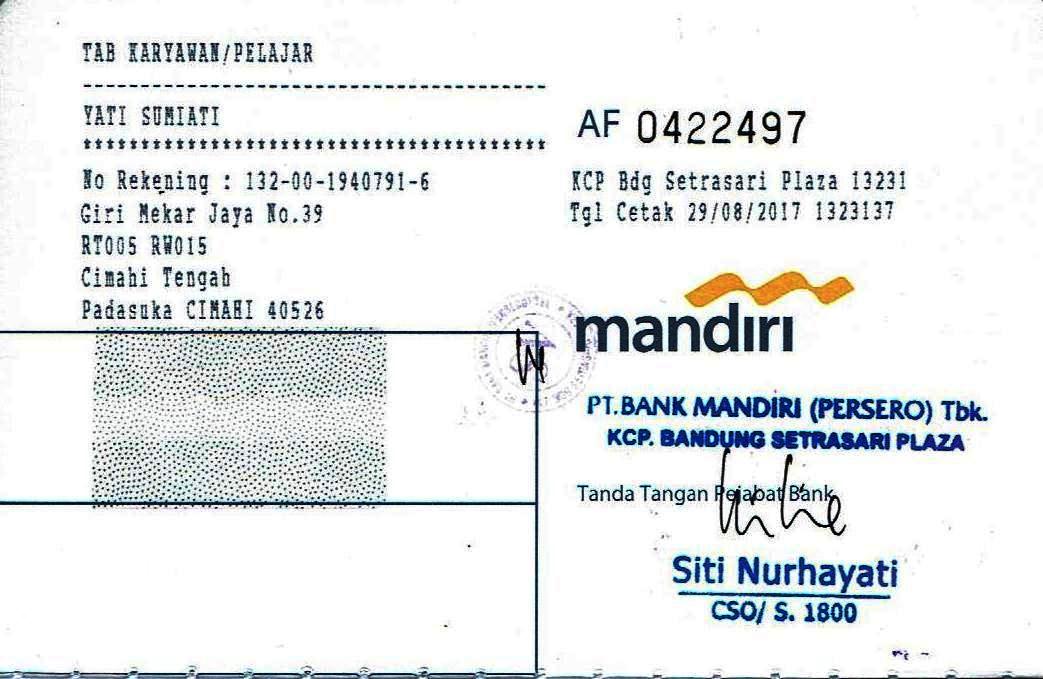 TAB KARYAWAN/PELAJAR
----------------------------------------
YATI SUMIATI
****************************************
No Rekening : 132-00-1940791-6
Giri Mekar Jaya No.39
RT005 RW015
Cimahi Tengah
Padasuka CIMAHI 40526
AF 0422497
KCP Bdg Setrasari Plaza 13231
Tgl Cetak 29/08/2017 1323137
mandiri
PT.BANK MANDIRI (PERSERO) Tbk.
KCP. BANDUNG SETRASARI PLAZA
Tanda Tangan Pejabat Bank
Siti Nurhayati
CSO/ S. 1800